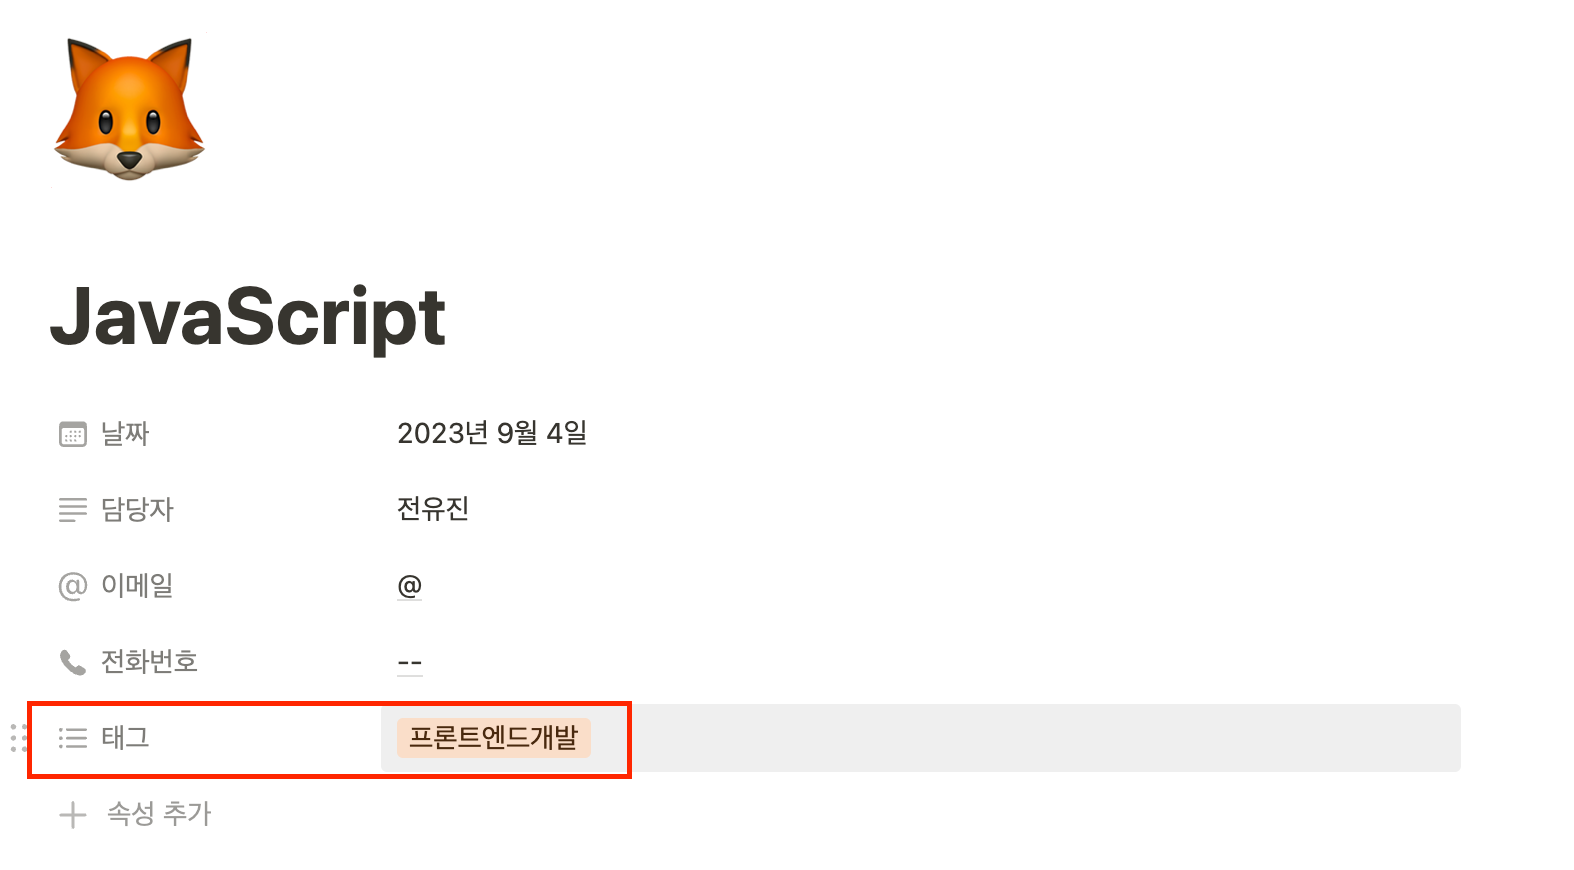 JavaScript
날짜 2023년 9월 4일
담당자 전유진
@ 이메일 @
전화번호 --
태그 프론트엔드개발
+ 속성 추가